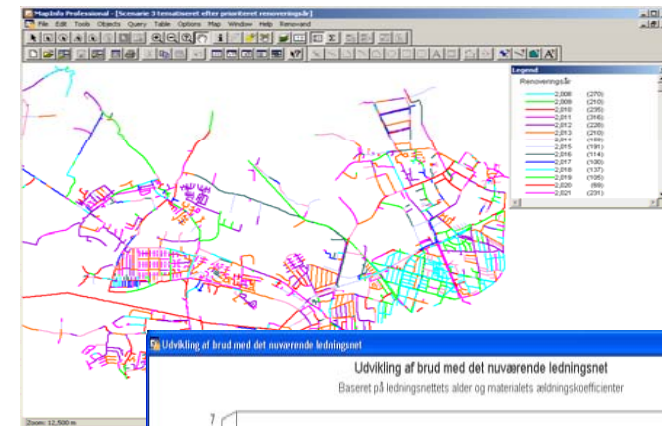 MapInfo Professional - [Scenarie 3 tematiseret efter prioriteret renoveringsår]
File Edit Tools Objects Query Table Options Map Window Help Renovand
Legend
Renoveringsår
2,008 (270)
2,009 (210)
2,010 (235)
2,011 (316)
2,012 (226)
2,013 (210)
2,015 (191)
2,016 (114)
2,017 (100)
2,018 (137)
2,019 (105)
2,020 (69)
2,021 (231)
Udvikling af brud med det nuværende ledningsnet
Udvikling af brud med det nuværende ledningsnet
Baseret på ledningsnettets alder og materialets ældningskoefficienter
7
Zoom: 12,500 m